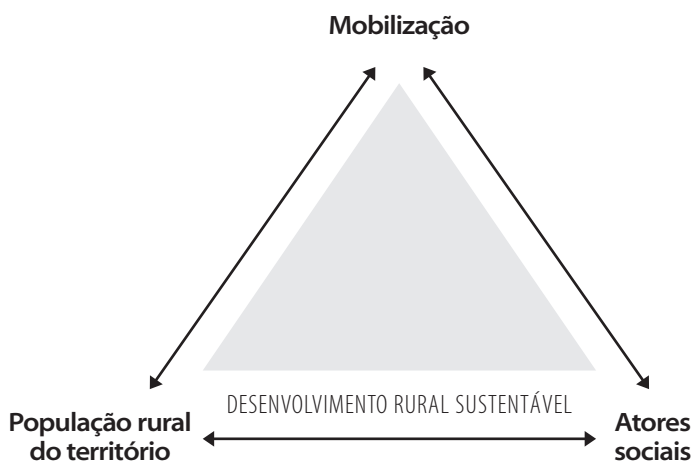 Mobilização
DESENVOLVIMENTO RURAL SUSTENTÁVEL
População rural
do território
Atores
sociais